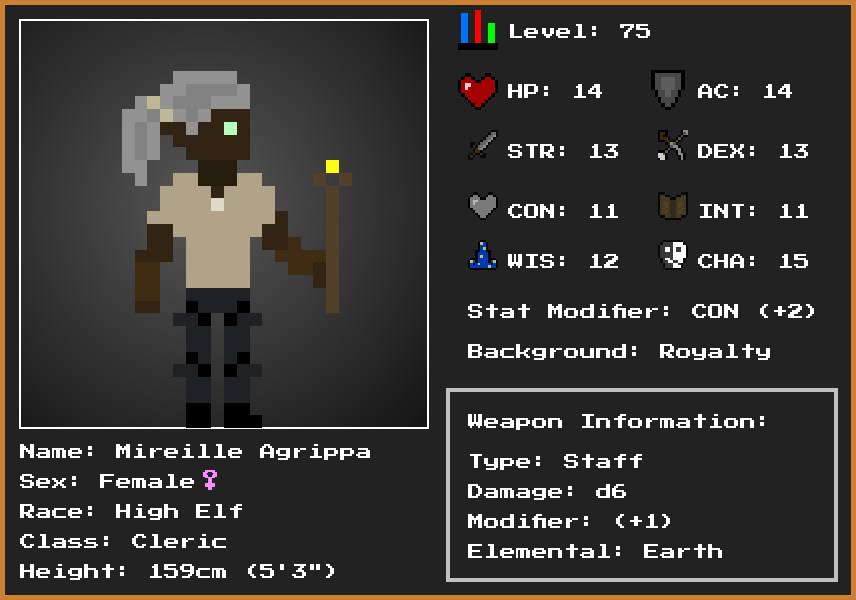 Level: 75
HP: 14
AC: 14
STR: 13
DEX: 13
CON: 11
INT: 11
WIS: 12
CHA: 15
Stat Modifier: CON (+2)
Background: Royalty
Weapon Information:
Type: Staff
Damage: d6
Modifier: (+1)
Elemental: Earth
Name: Mireille Agrippa
Sex: Female♀
Race: High Elf
Class: Cleric
Height: 159cm (5'3")